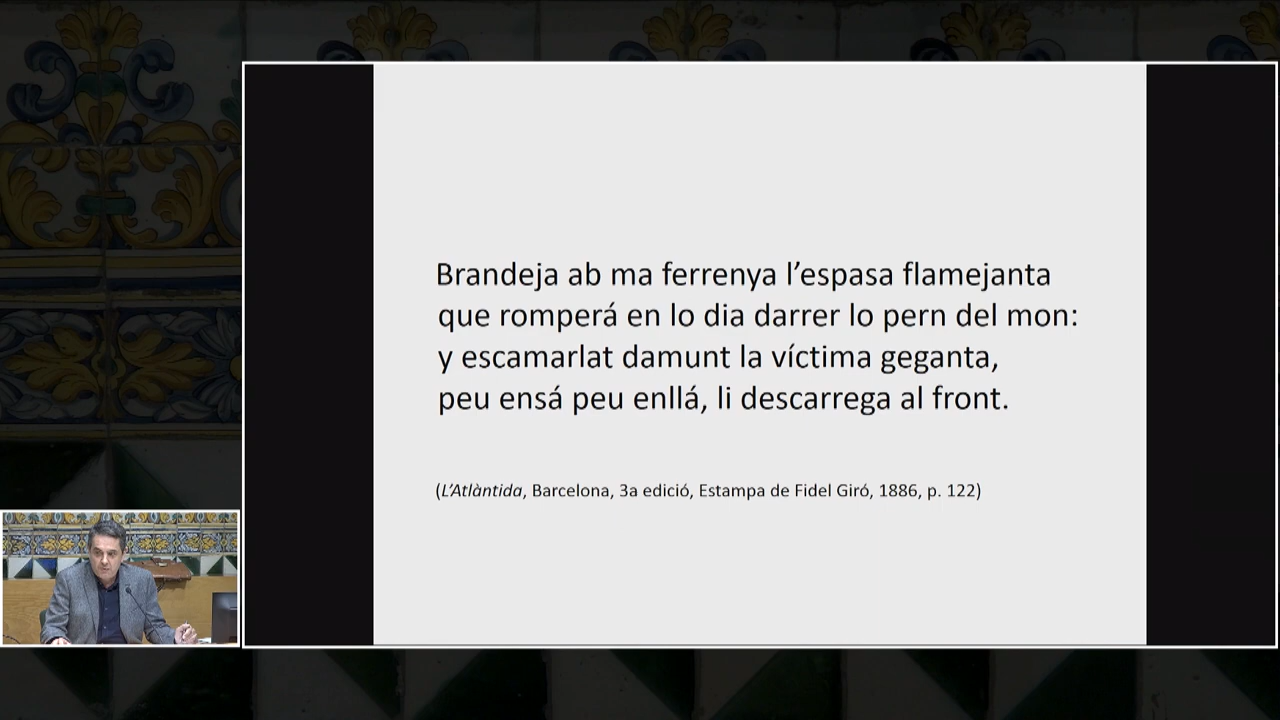 Brandeja ab ma ferrenya l’espasa flamejanta
que romperá en lo dia darrer lo pern del mon:
y escamarlat damunt la víctima geganta,
peu ensá peu enllá, li descarrega al front.
(L’Atlàntida, Barcelona, 3a edició, Estampa de Fidel Giró, 1886, p. 122)